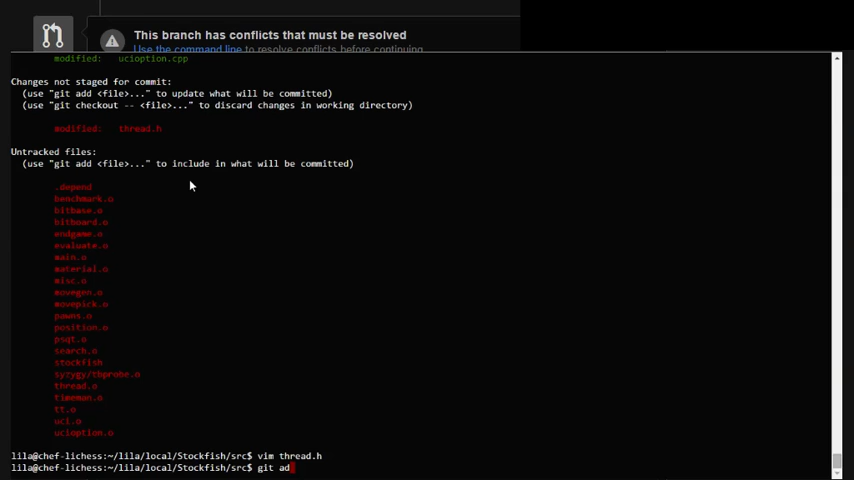 This branch has conflicts that must be resolved
Use the command line to resolve conflicts before continuing.
modified: ucioption.cpp
Changes not staged for commit:
(use "git add <file>..." to update what will be committed)
(use "git checkout -- <file>..." to discard changes in working directory)
modified: thread.h
Untracked files:
(use "git add <file>..." to include in what will be committed)
.depend
benchmark.o
bitbase.o
bitboard.o
endgame.o
evaluate.o
main.o
material.o
misc.o
movegen.o
movepick.o
pawns.o
position.o
psqt.o
search.o
stockfish
syzygy/tbprobe.o
thread.o
timeman.o
tt.o
uci.o
ucioption.o
lila@chef-lichess:~/lila/local/Stockfish/src$ vim thread.h
lila@chef-lichess:~/lila/local/Stockfish/src$ git ad